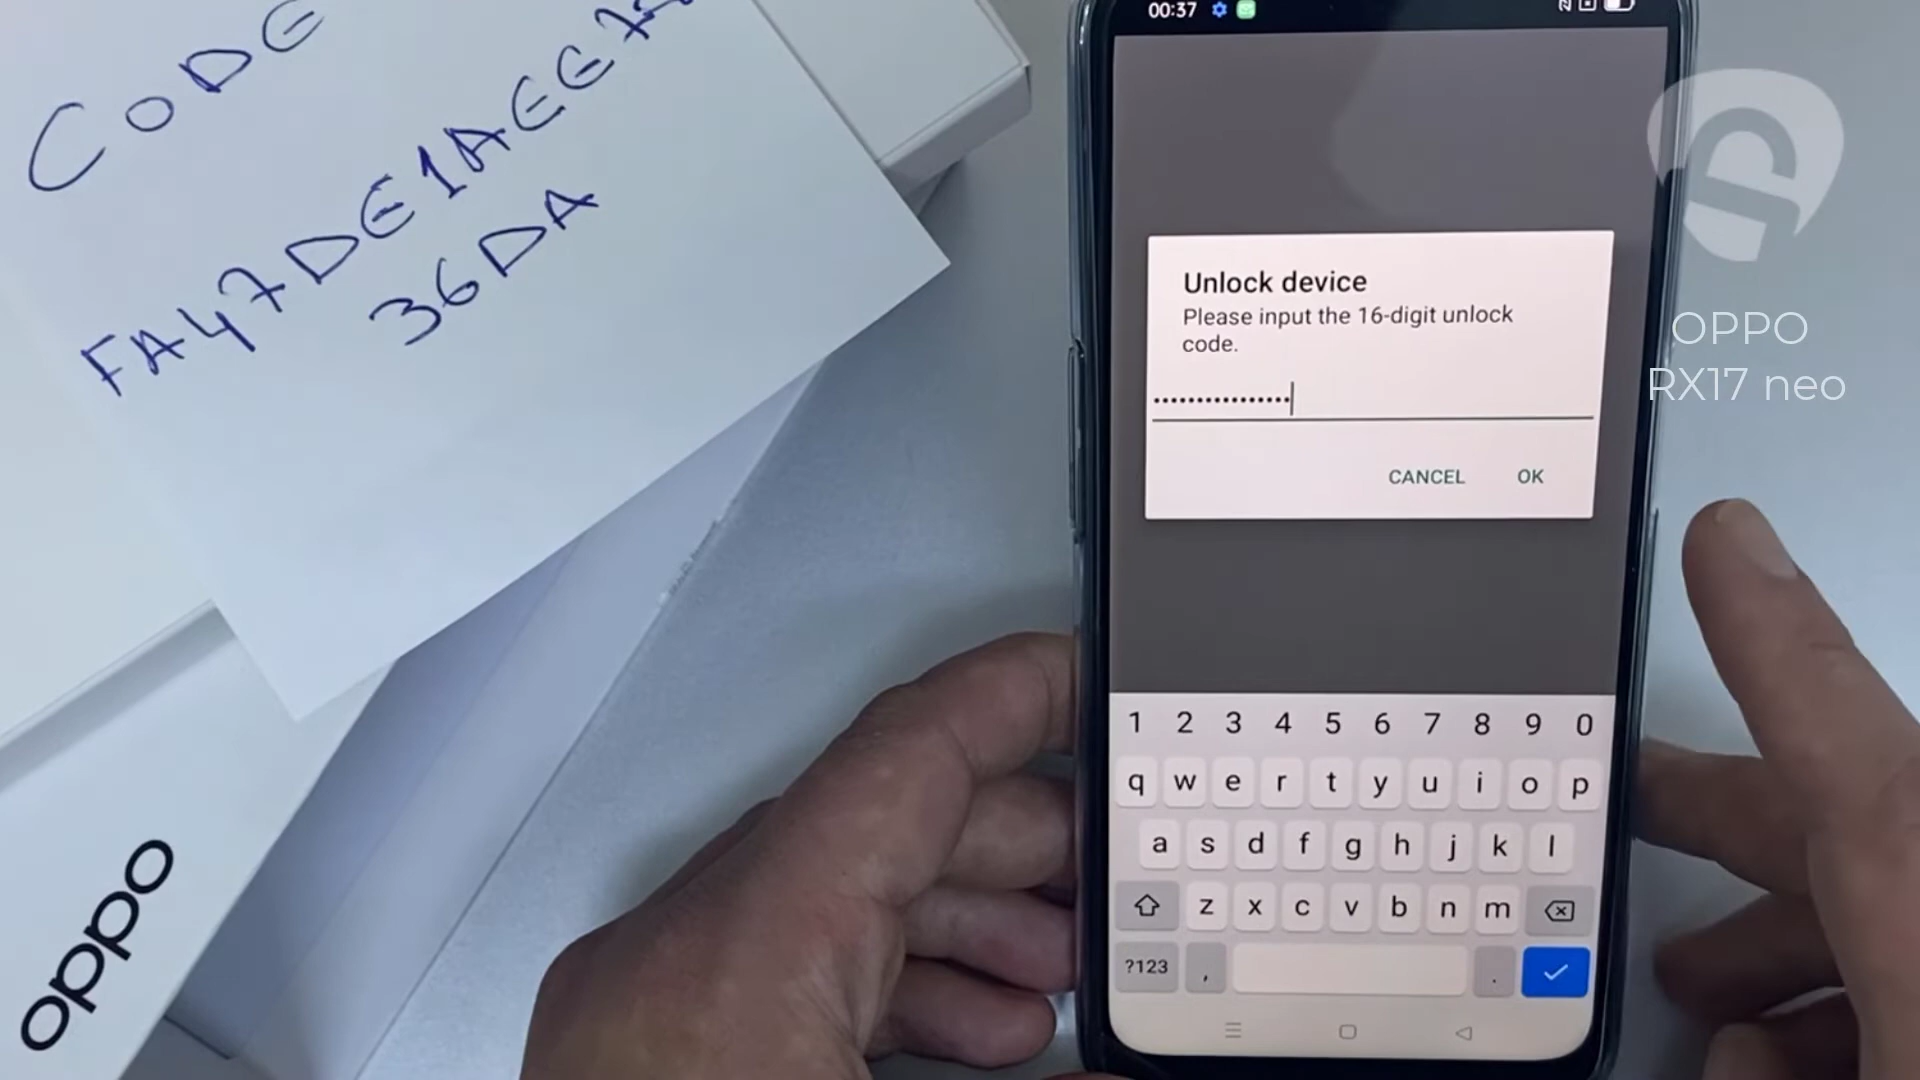 CODE
FA47DE1AEE7
36DA
oppo
00:37
Unlock device
Please input the 16-digit unlock
code.
••••••••••••••••
CANCEL OK
OPPO
RX17 neo
1 2 3 4 5 6 7 8 9 0
q w e r t y u i o p
a s d f g h j k l
z x c v b n m
?123 , .